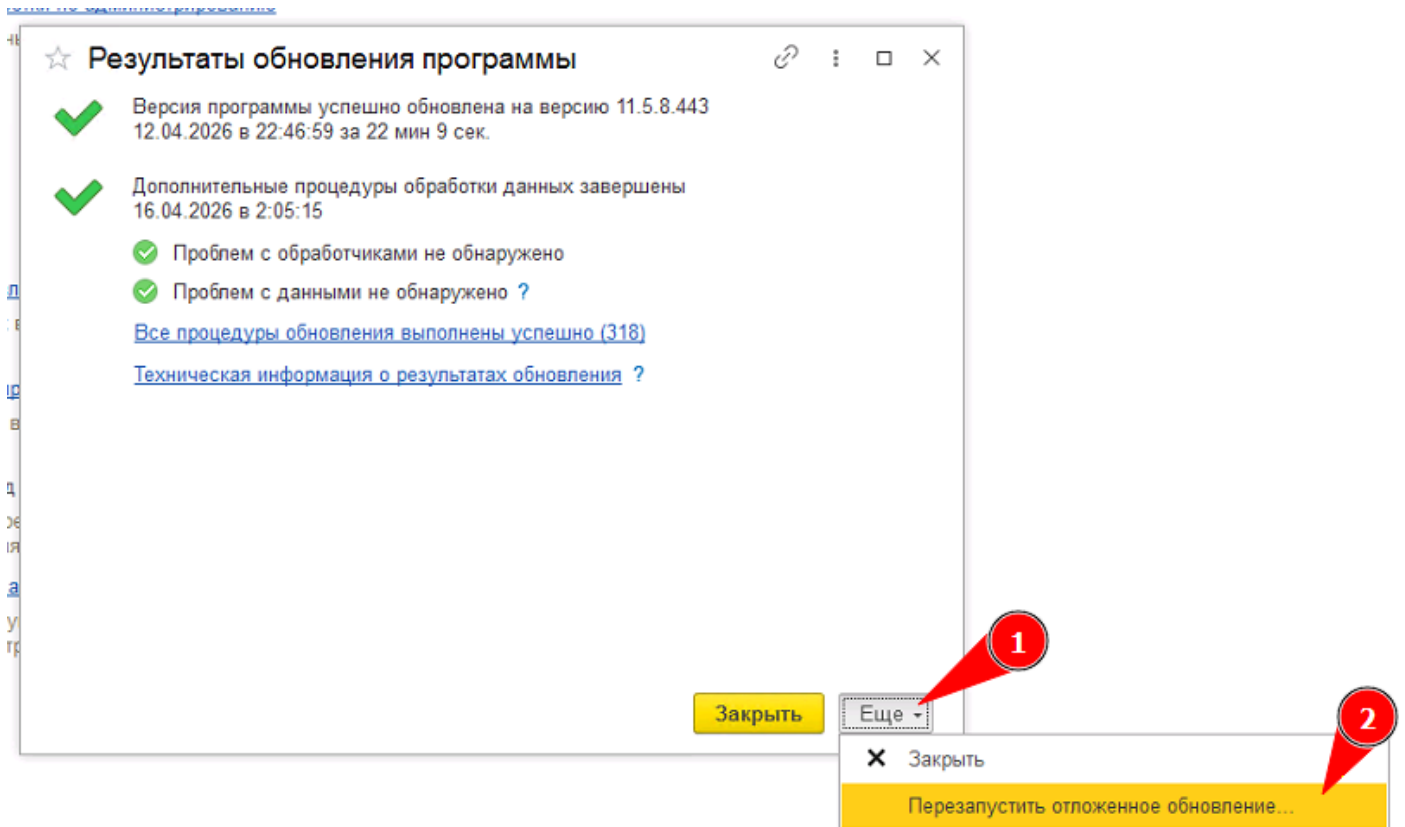 Результаты обновления программы
Версия программы успешно обновлена на версию 11.5.8.443
12.04.2026 в 22:46:59 за 22 мин 9 сек.
Дополнительные процедуры обработки данных завершены
16.04.2026 в 2:05:15
Проблем с обработчиками не обнаружено
Проблем с данными не обнаружено ?
Все процедуры обновления выполнены успешно (318)
Техническая информация о результатах обновления ?
1
Закрыть
Еще
2
Закрыть
Перезапустить отложенное обновление...